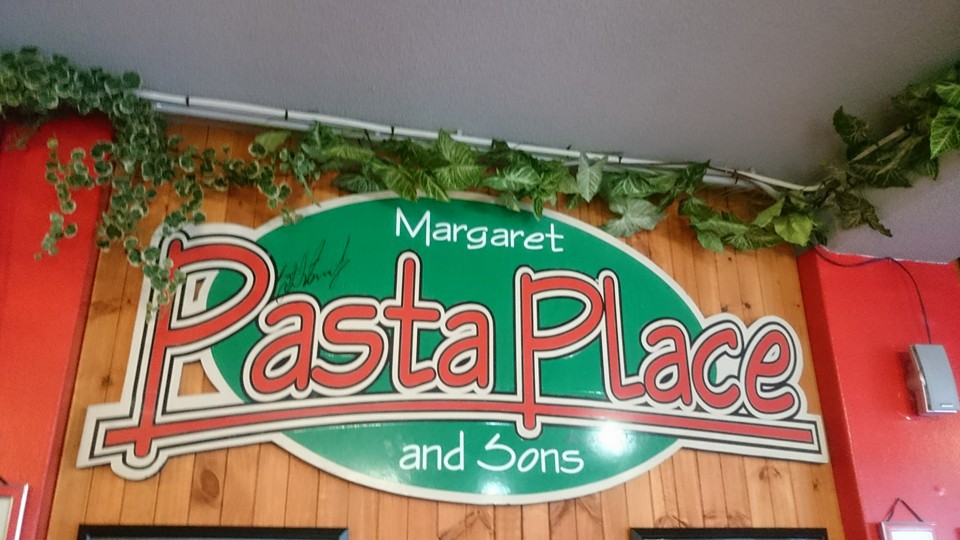 Margaret
Pasta Place
and Sons